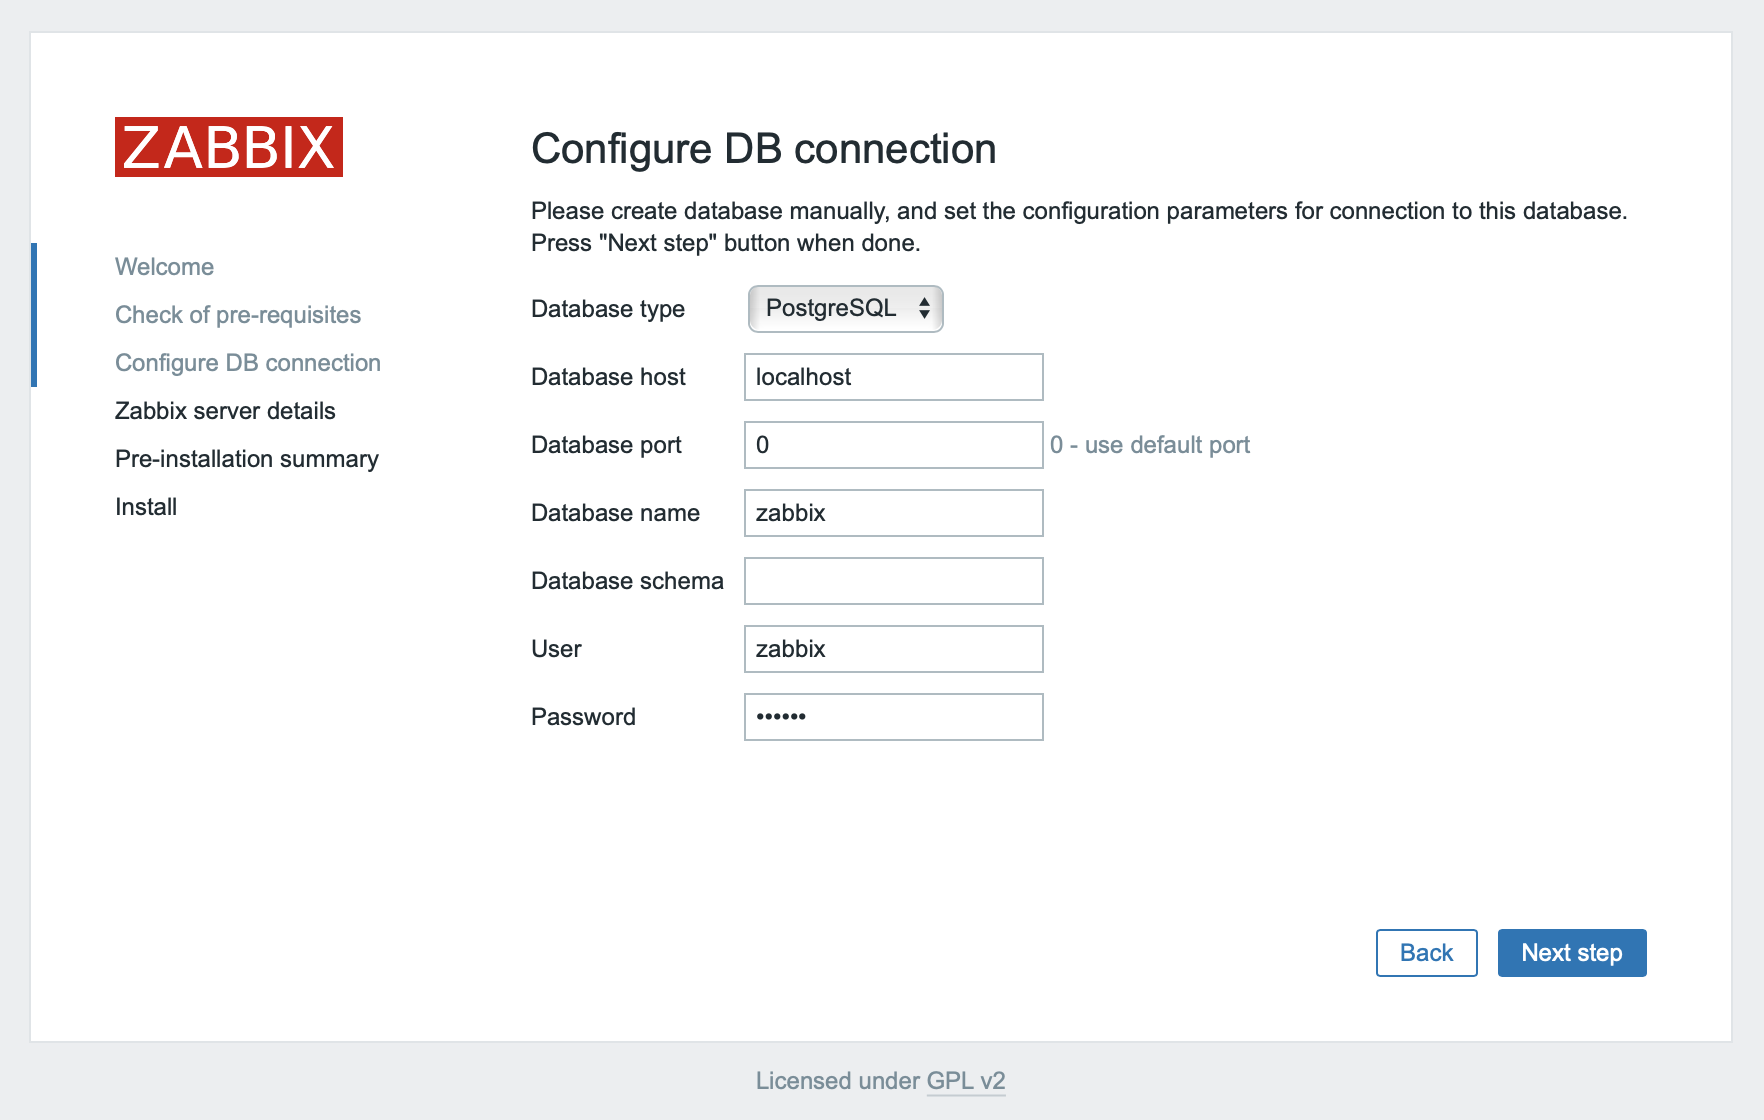 ZABBIX
Welcome
Check of pre-requisites
Configure DB connection
Zabbix server details
Pre-installation summary
Install
Configure DB connection
Please create database manually, and set the configuration parameters for connection to this database.
Press "Next step" button when done.
Database type PostgreSQL
Database host localhost
Database port 0 0 - use default port
Database name zabbix
Database schema
User zabbix
Password ••••••
Back Next step
Licensed under GPL v2